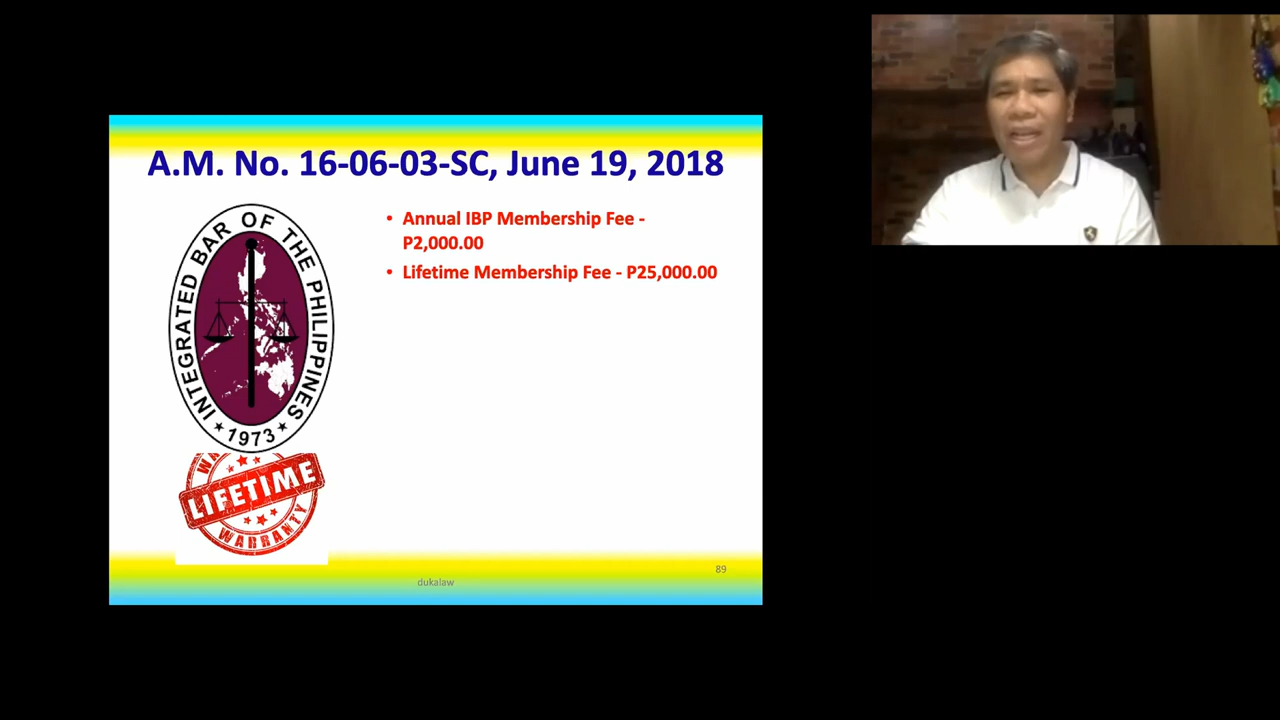 A.M. No. 16-06-03-SC, June 19, 2018
• Annual IBP Membership Fee -
P2,000.00
• Lifetime Membership Fee - P25,000.00
INTEGRATED BAR OF THE PHILIPPINES
★ 1973 ★
LIFETIME
WARRANTY
89
dukalaw